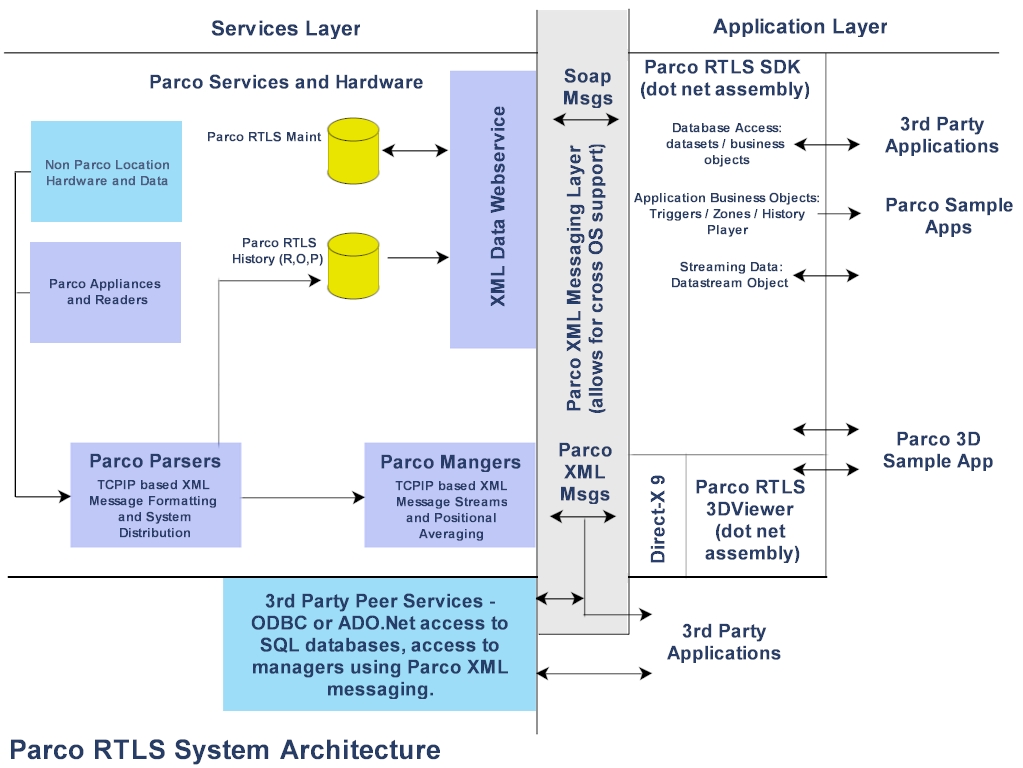 Services Layer
Application Layer
Parco Services and Hardware
Non Parco Location
Hardware and Data
Parco Appliances
and Readers
Parco RTLS Maint
Parco RTLS
History (R,O,P)
XML Data Webservice
Parco Parsers
TCPIP based XML
Message Formatting
and System
Distribution
Parco Mangers
TCPIP based XML
Message Streams
and Positional
Averaging
Soap
Msgs
Parco XML Messaging Layer
(allows for cross OS support)
Parco
XML
Msgs
Parco RTLS SDK
(dot net assembly)
Database Access:
datasets / business
objects
Application Business Objects:
Triggers / Zones / History
Player
Streaming Data:
Datastream Object
Direct-X 9
Parco RTLS
3DViewer
(dot net
assembly)
3rd Party
Applications
Parco Sample
Apps
Parco 3D
Sample App
3rd Party Peer Services -
ODBC or ADO.Net access to
SQL databases, access to
managers using Parco XML
messaging.
3rd Party
Applications
Parco RTLS System Architecture